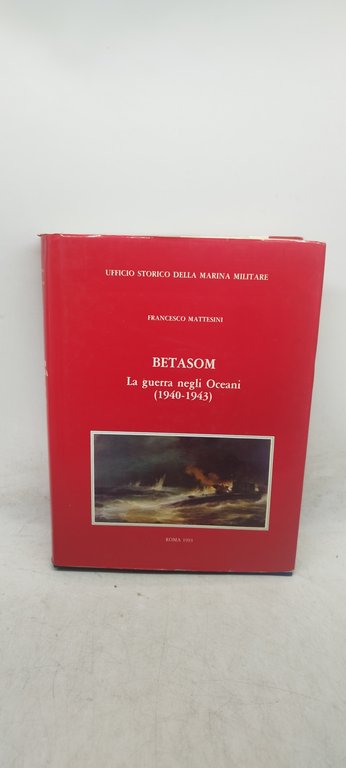 UFFICIO STORICO DELLA MARINA MILITARE
FRANCESCO MATTESINI
BETASOM
La guerra negli Oceani
(1940-1943)
ROMA 1993